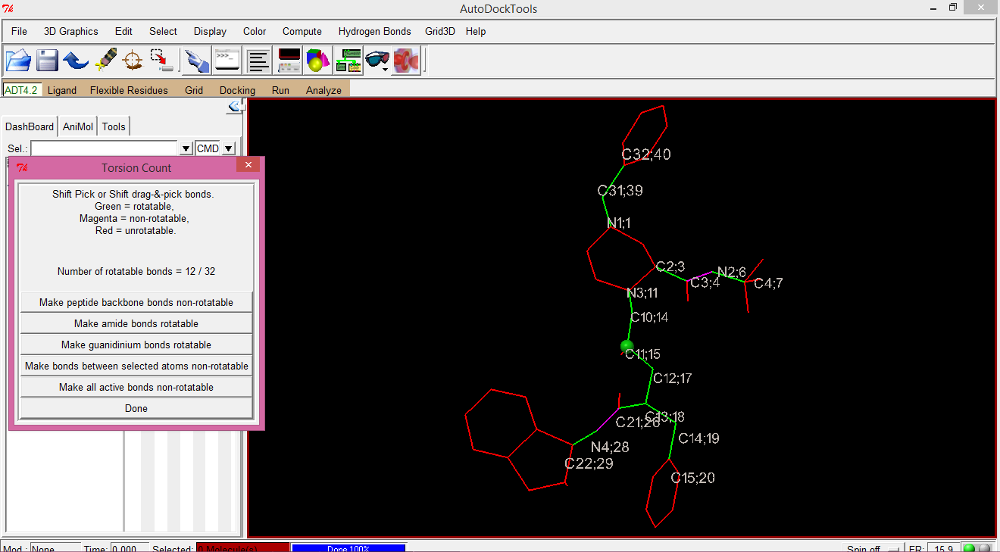 AutoDockTools
File 3D Graphics Edit Select Display Color Compute Hydrogen Bonds Grid3D Help
>>>_
ADT4.2 Ligand Flexible Residues Grid Docking Run Analyze
DashBoard AniMol Tools
Sel.: CMD
Torsion Count
Shift Pick or Shift drag-&-pick bonds.
Green = rotatable,
Magenta = non-rotatable,
Red = unrotatable.
Number of rotatable bonds = 12 / 32
Make peptide backbone bonds non-rotatable
Make amide bonds rotatable
Make guanidinium bonds rotatable
Make bonds between selected atoms non-rotatable
Make all active bonds non-rotatable
Done
C32;40
C31;39
N1;1
C2;3
N2;6
C3;4
C4;7
N3;11
C10;14
C11;15
C12;17
C13;18
C21;26
C14;19
N4;28
C22;29
C15;20
Mod.: None Time: 0.000 Selected: 0 Molecule(s) Done 100% Spin off FR: 15.9